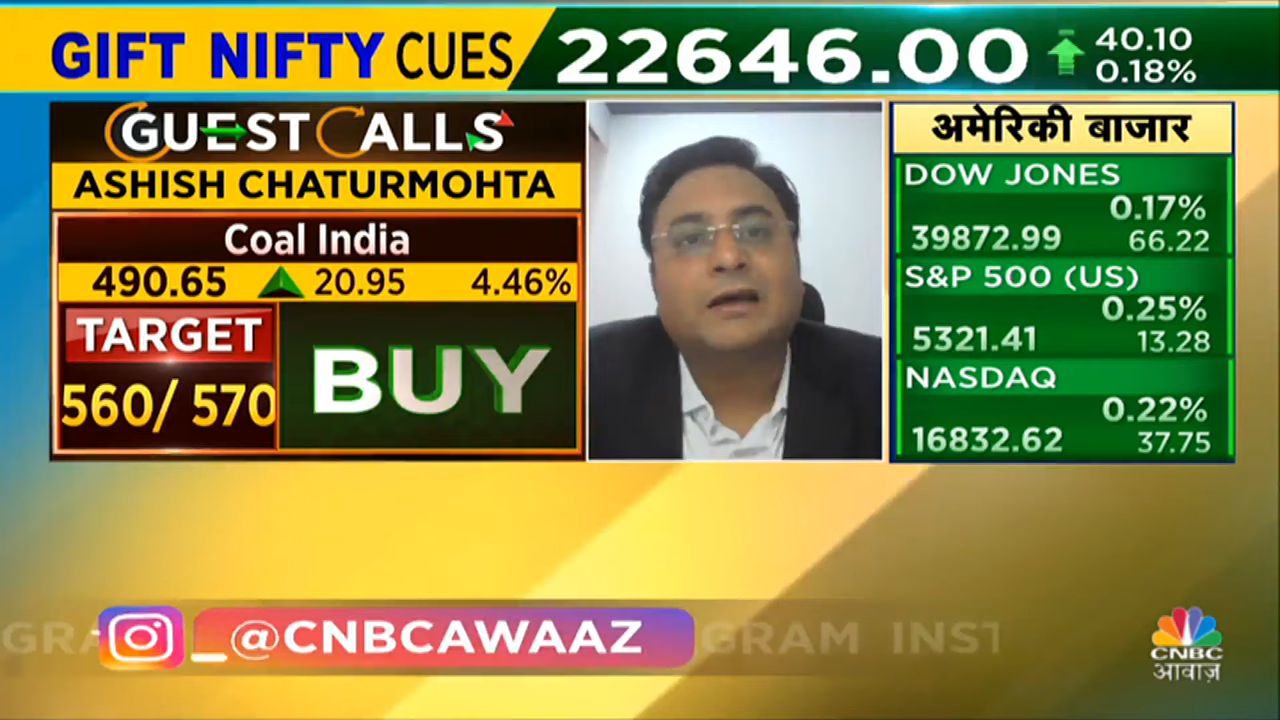 GIFT NIFTY CUES
22646.00
40.10
0.18%
GUEST CALLS
ASHISH CHATURMOHTA
Coal India
490.65 20.95 4.46%
TARGET
560/ 570
BUY
अमेरिकी बाजार
DOW JONES
0.17%
39872.99 66.22
S&P 500 (US)
0.25%
5321.41 13.28
NASDAQ
0.22%
16832.62 37.75
GRA
_@CNBCAWAAZ
GRAM INST
CNBC
आवाज़